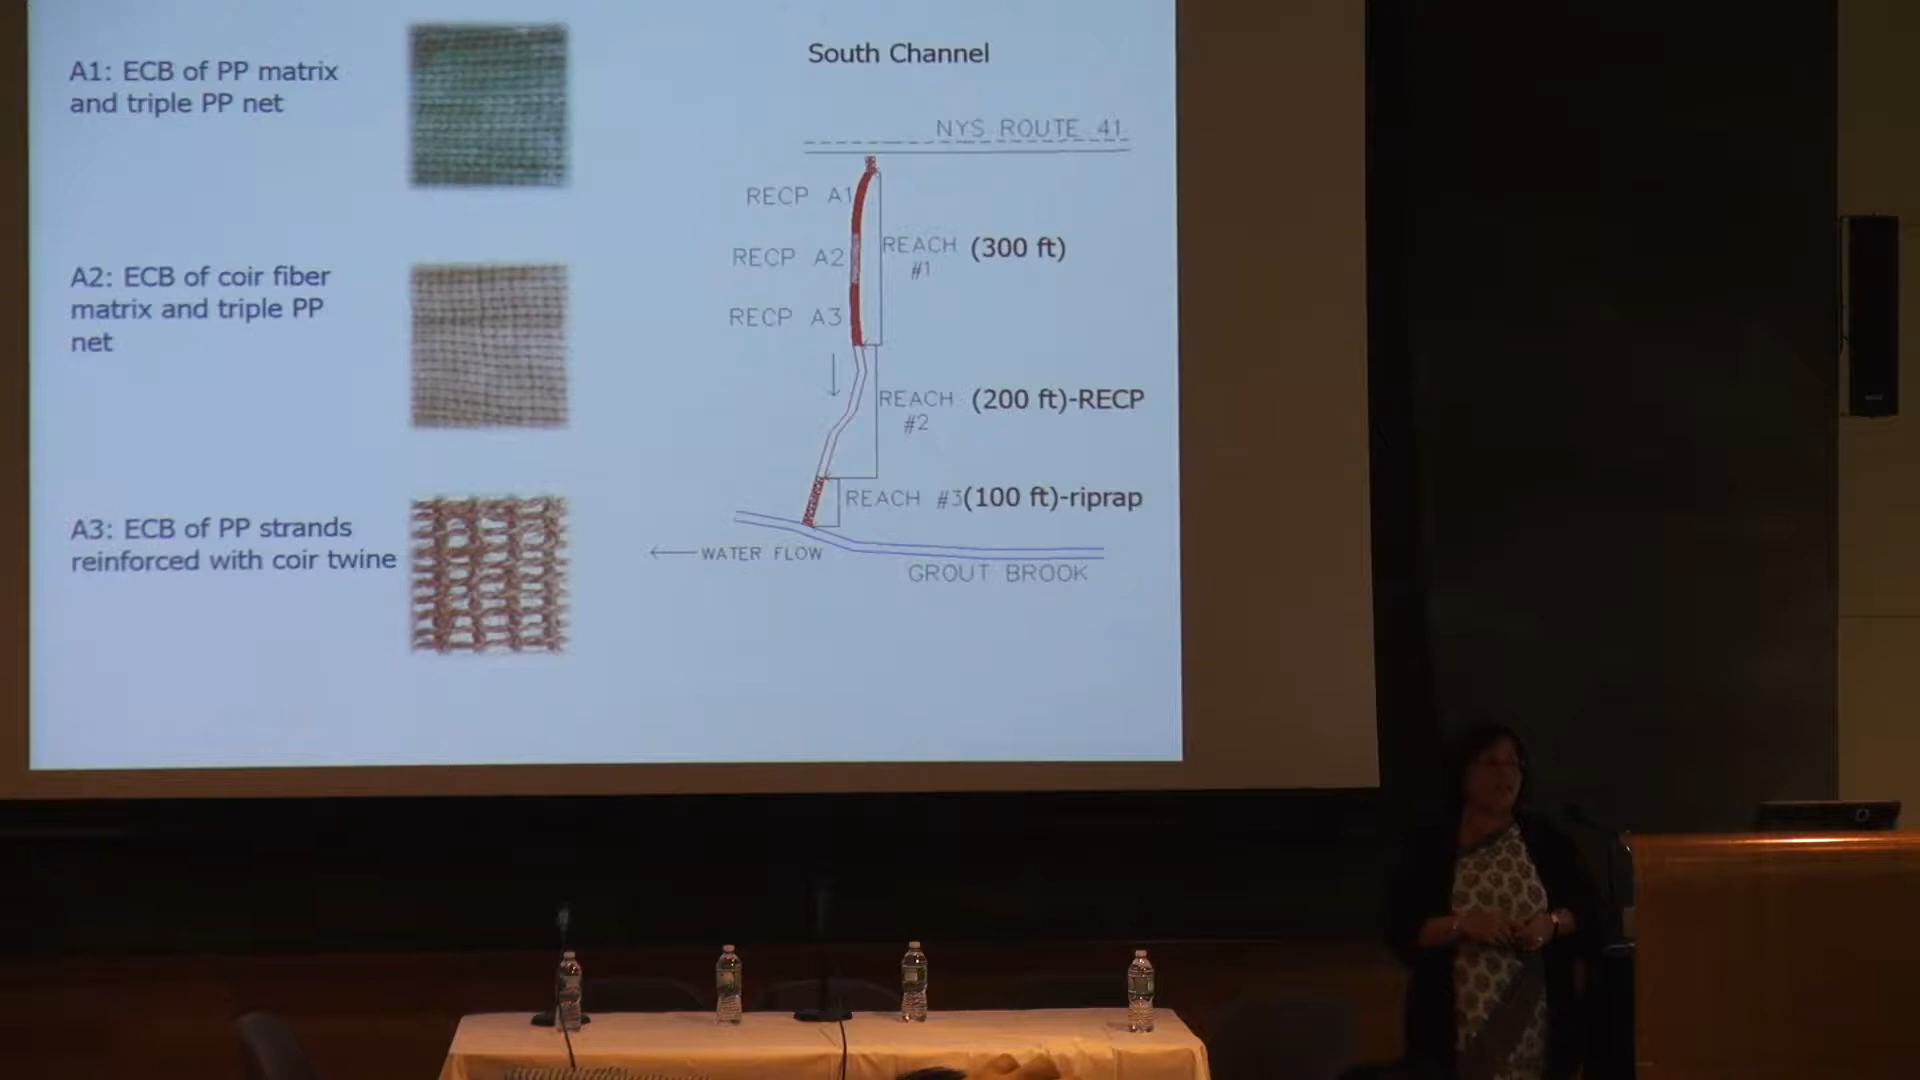 A1: ECB of PP matrix
and triple PP net
A2: ECB of coir fiber
matrix and triple PP
net
A3: ECB of PP strands
reinforced with coir twine
South Channel
NYS ROUTE 41
RECP A1
RECP A2
RECP A3
REACH (300 ft)
#1
REACH (200 ft)-RECP
#2
REACH #3(100 ft)-riprap
WATER FLOW
GROUT BROOK